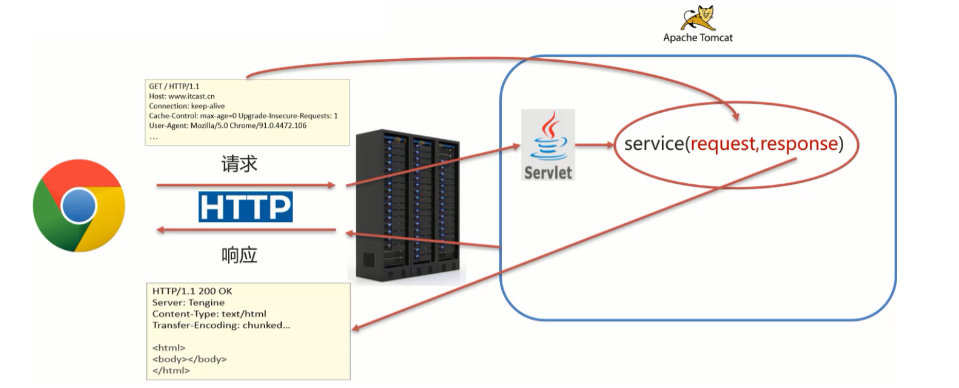 Apache Tomcat
GET / HTTP/1.1
Host: www.itcast.cn
Connection: keep-alive
Cache-Control: max-age=0 Upgrade-Insecure-Requests: 1
User-Agent: Mozilla/5.0 Chrome/91.0.4472.106
...
请求
HTTP
响应
Servlet
service(request,response)
HTTP/1.1 200 OK
Server: Tengine
Content-Type: text/html
Transfer-Encoding: chunked...
<html>
<body></body>
</html>